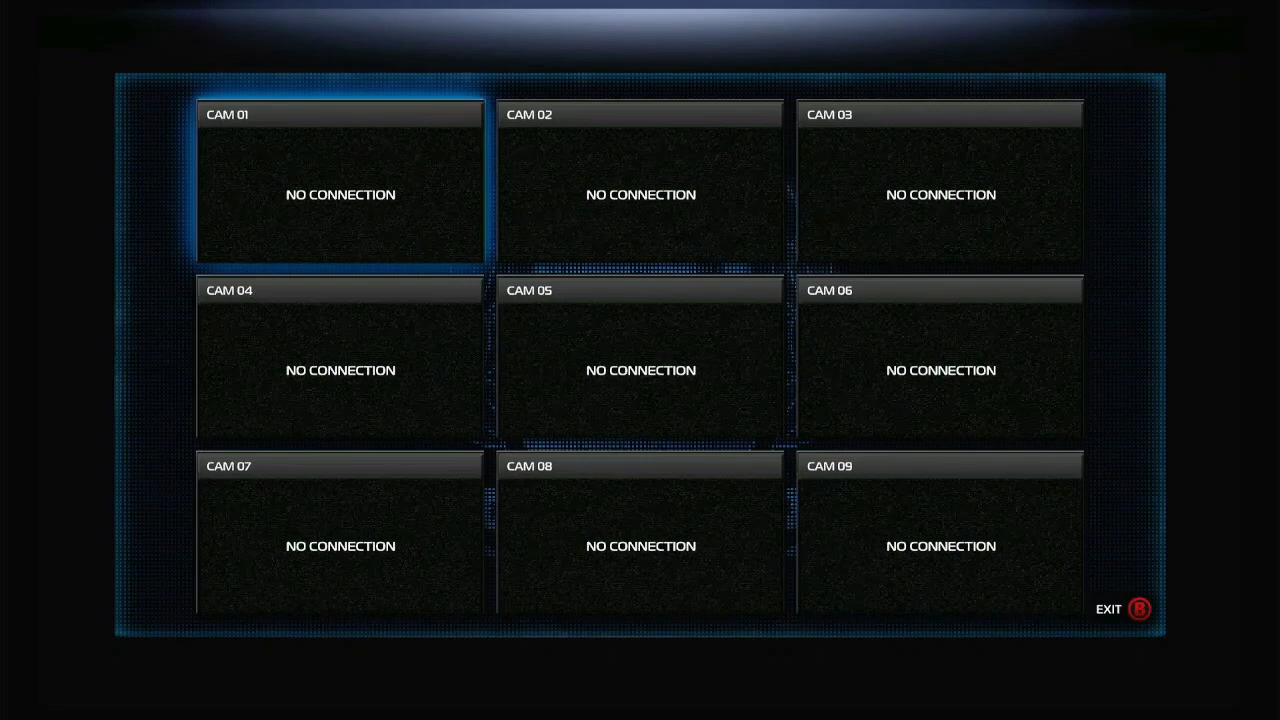 CAM 01
CAM 02
CAM 03
NO CONNECTION
NO CONNECTION
NO CONNECTION
CAM 04
CAM 05
CAM 06
NO CONNECTION
NO CONNECTION
NO CONNECTION
CAM 07
CAM 08
CAM 09
NO CONNECTION
NO CONNECTION
NO CONNECTION
EXIT B